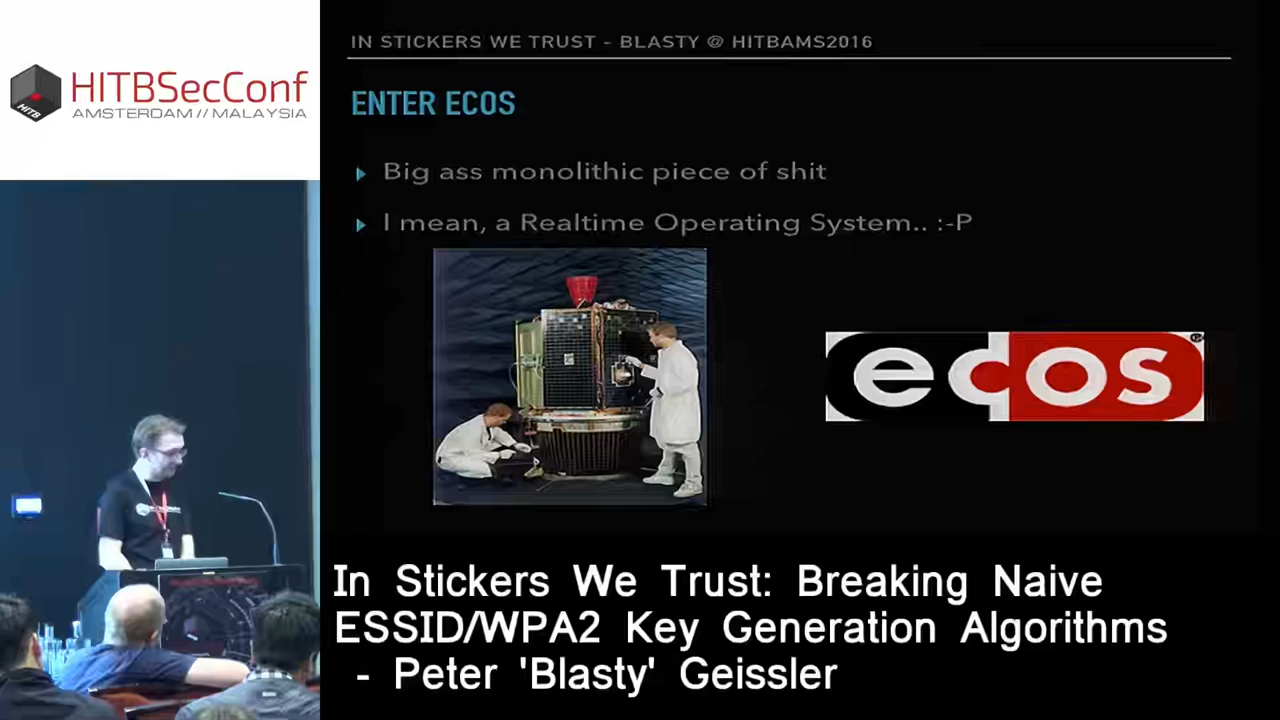 HITBSecConf
AMSTERDAM // MALAYSIA
HITB
IN STICKERS WE TRUST - BLASTY @ HITBAMS2016
ENTER ECOS
Big ass monolithic piece of shit
I mean, a Realtime Operating System.. :-P
ecos
In Stickers We Trust: Breaking Naive
ESSID/WPA2 Key Generation Algorithms
- Peter 'Blasty' Geissler